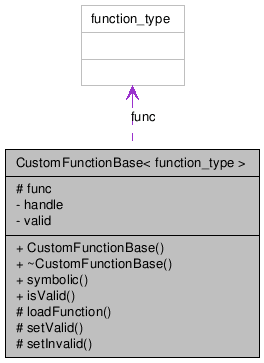 function_type
func
CustomFunctionBase< function_type >
# func
- handle
- valid
+ CustomFunctionBase()
+ ~CustomFunctionBase()
+ symbolic()
+ isValid()
# loadFunction()
# setValid()
# setInvalid()